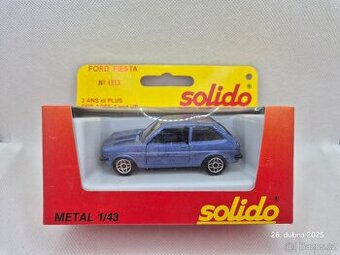 FORD FIESTA
N° 1313
3 ANS et PLUS
solido
METAL 1/43
solido
26. dubna 2025